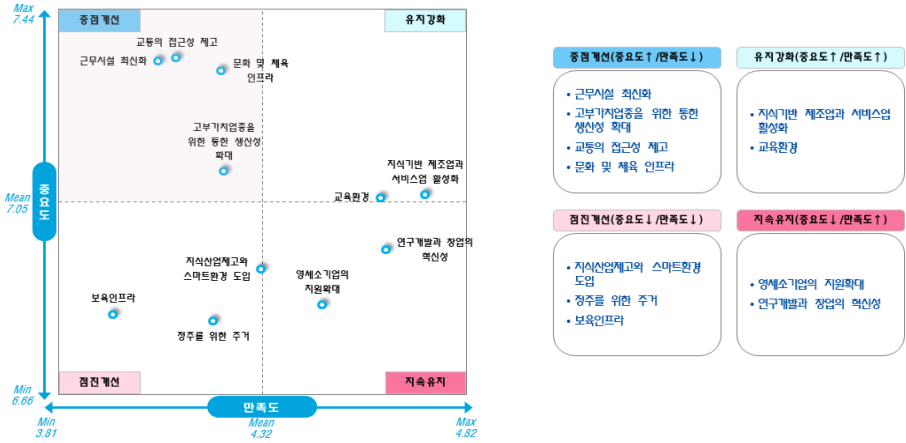 Max
7.44
중점개선
유지강화
교통의 접근성 제고
근무시설 최신화
문화 및 체육
인프라
고부가치업종을
위한 통한 생산성
확대
지식기반 제조업과
서비스업 활성화
교육환경
Mean
7.05
중요도
연구개발과 창업의
혁신성
지식산업제고와
스마트환경 도입
영세소기업의
지원확대
보육인프라
정주를 위한 주거
점진개선
지속유지
Min
6.66
만족도
Min
3.81
Mean
4.32
Max
4.82
중점개선(중요도↑/만족도↓)
• 근무시설 최신화
• 고부가치업종을 위한 통한
생산성 확대
• 교통의 접근성 제고
• 문화 및 체육 인프라
유지강화(중요도↑/만족도↑)
• 지식기반 제조업과 서비스업
활성화
• 교육환경
점진개선(중요도↓/만족도↓)
• 지식산업제고와 스마트환경
도입
• 정주를 위한 주거
• 보육인프라
지속유지(중요도↓/만족도↑)
• 영세소기업의 지원확대
• 연구개발과 창업의 혁신성